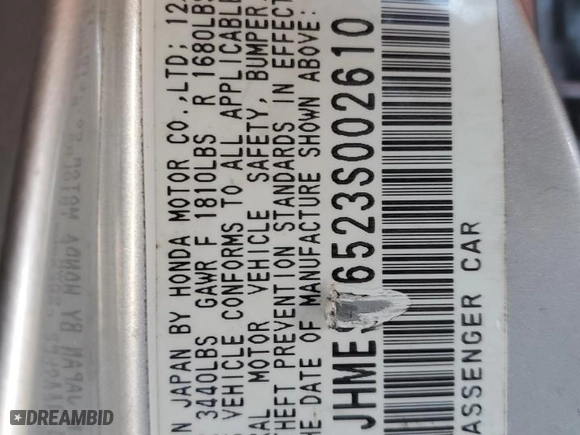 N JAPAN BY HONDA MOTOR CO.,LTD; 12
3440LBS GAWR F 1810LBS R 1680LBS
VEHICLE CONFORMS TO ALL APPLICABLE
RAL MOTOR VEHICLE SAFETY, BUMPER,
HEFT PREVENTION STANDARDS IN EFFECT
HE DATE OF MANUFACTURE SHOWN ABOVE:
JHME 6523S002610
ASSENGER CAR
DREAMBID